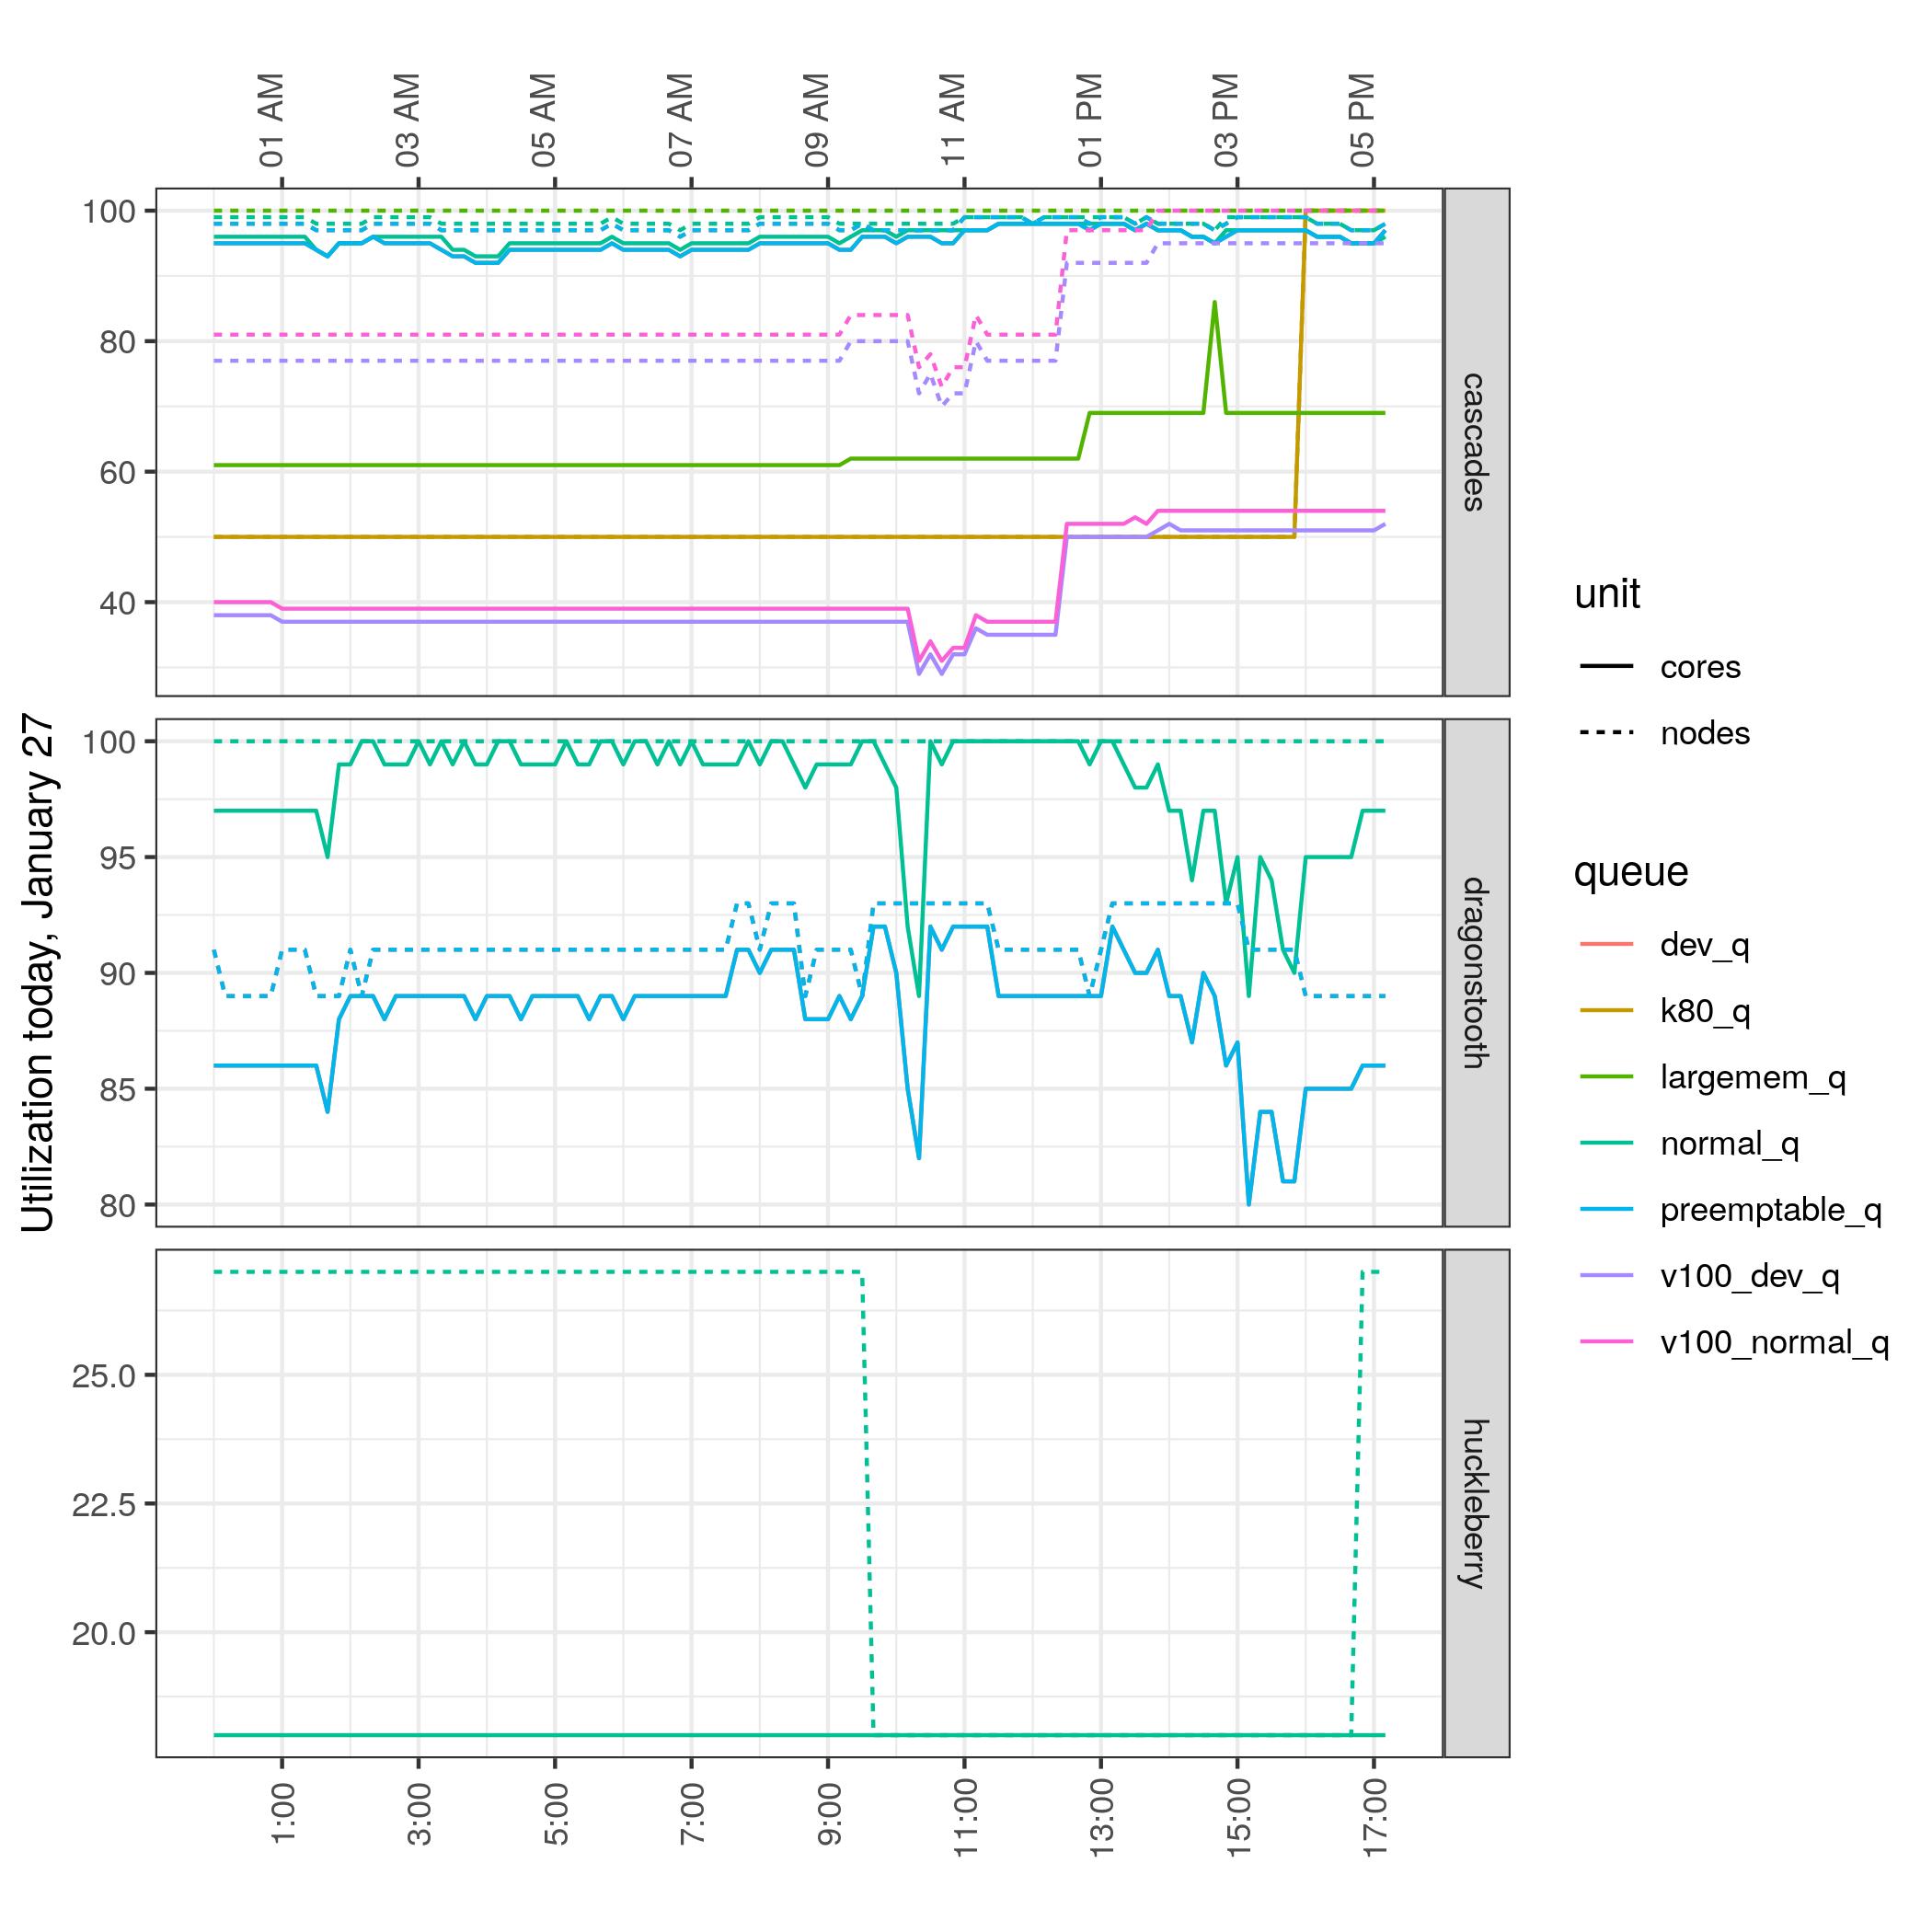 01 AM
03 AM
05 AM
07 AM
09 AM
11 AM
01 PM
03 PM
05 PM
Utilization today, January 27
100
80
60
40
cascades
100
95
90
85
80
dragonstooth
25.0
22.5
20.0
huckleberry
1:00
3:00
5:00
7:00
9:00
11:00
13:00
15:00
17:00
unit
cores
nodes
queue
dev_q
k80_q
largemem_q
normal_q
preemptable_q
v100_dev_q
v100_normal_q